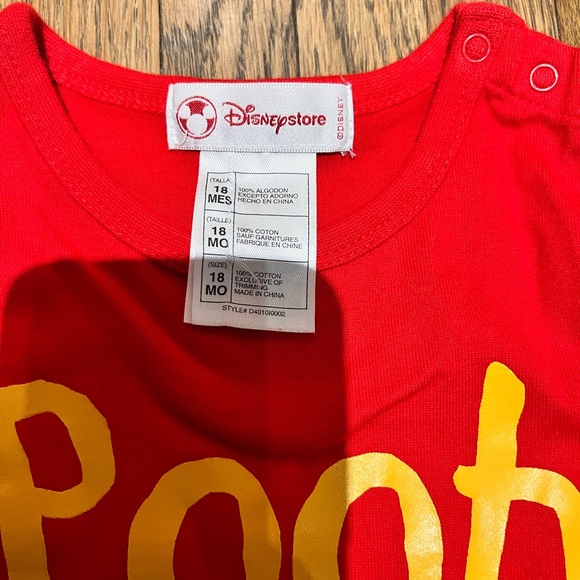 DISNEYstore
©DISNEY
(TALLA)
18
MES
100% ALGODON
EXCEPTO ADORNO
HECHO EN CHINA
(TAILLE)
18
MO
100% COTON
SAUF GARNITURES
FABRIQUE EN CHINE
(SIZE)
18
MO
100% COTTON
EXCLUSIVE OF
TRIMMING
MADE IN CHINA
STYLE# D4010I0002
Pooh